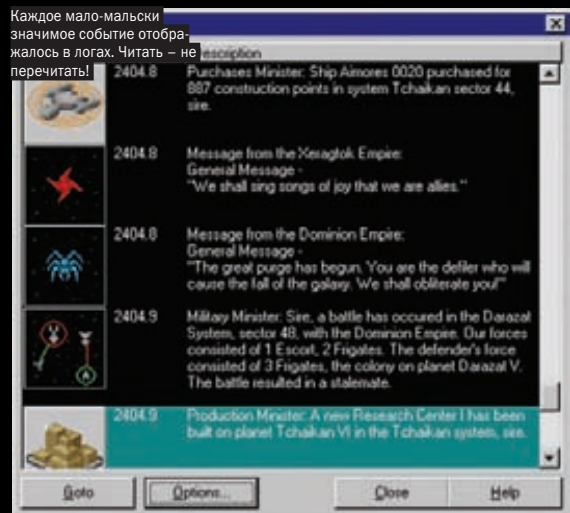 Каждое мало-мальски
значимое событие отобра-
жалось в логах. Читать – не
перечитать!
Description
2404.8 Purchases Minister: Ship Aimores 0020 purchased for
887 construction points in system Tchaikan sector 44,
sire.
2404.8 Message from the Xeragtok Empire:
General Message -
"We shall sing songs of joy that we are allies."
2404.8 Message from the Dominion Empire:
General Message -
"The great purge has begun. You are the defiler who will
cause the fall of the galaxy. We shall obliterate you!"
2404.9 Military Minister: Sire, a battle has occured in the Darazat
System, sector 48, with the Dominion Empire. Our forces
consisted of 1 Escort, 2 Frigates. The defender's force
consisted of 3 Frigates, the colony on planet Darazat V.
The battle resulted in a stalemate.
2404.9 Production Minister: A new Research Center I has been
built on planet Tchaikan VI in the Tchaikan system, sire.
Goto Options... Close Help